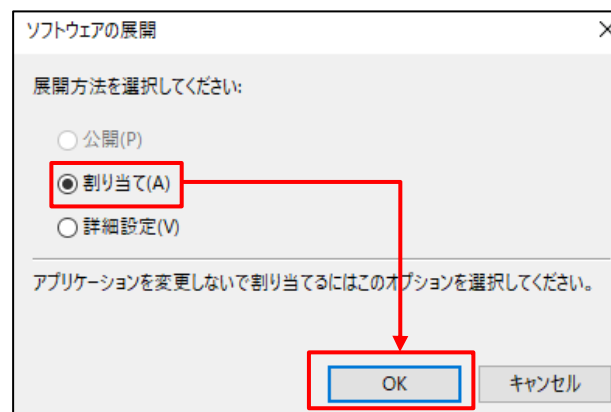 ソフトウェアの展開
展開方法を選択してください:
公開(P)
割り当て(A)
詳細設定(V)
アプリケーションを変更しないで割り当てるにはこのオプションを選択してください。
OK
キャンセル